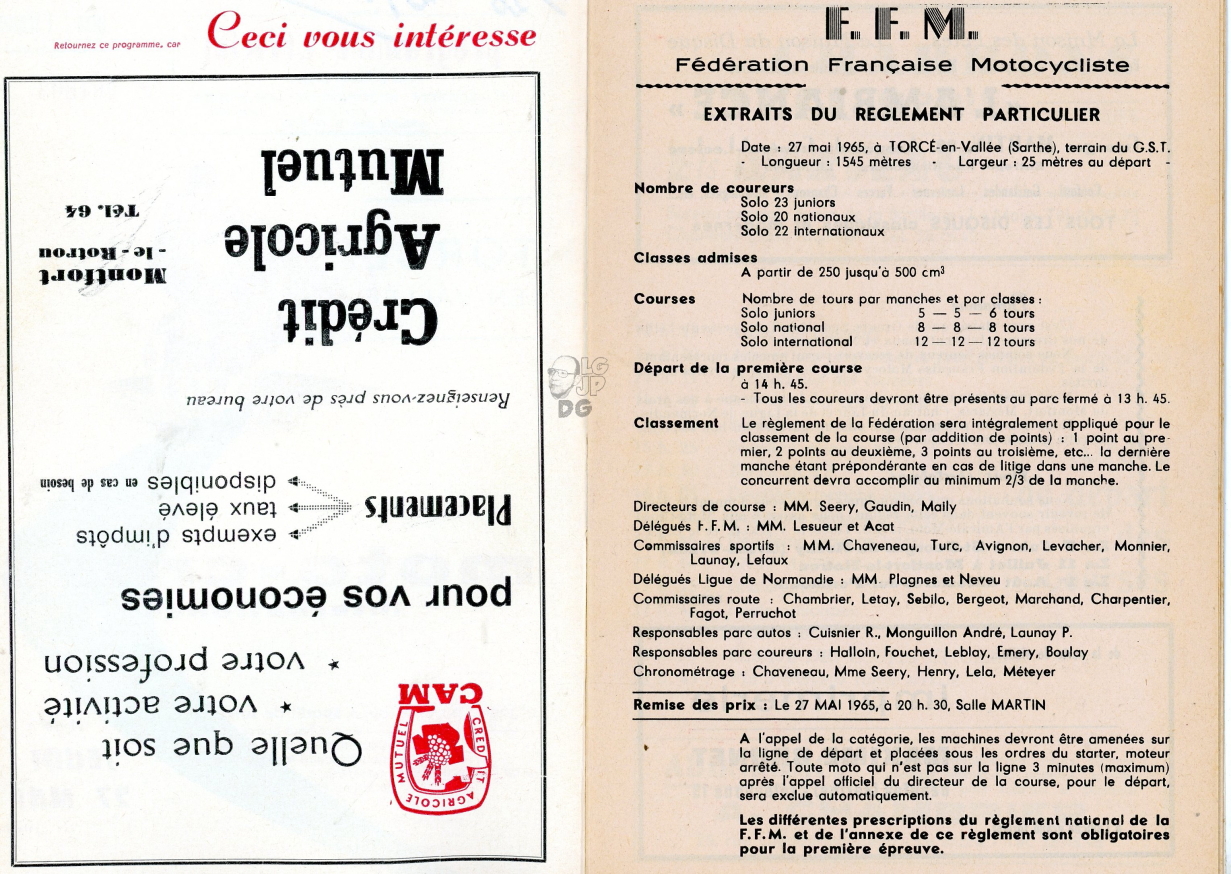 Retournez ce programme, car Ceci vous intéresse
Quelle que soit
* votre activité
* votre profession
pour vos économies
Placements
exempts d'impôts
taux élevé
disponibles en cas de besoin
Renseignez-vous près de votre bureau
Crédit
Agricole
Mutuel
Montfort
- le - Rotrou
Tél. 64
CREDIT AGRICOLE MUTUEL
CAM
LG
JP
DG
F. F. M.
Fédération Française Motocycliste
EXTRAITS DU REGLEMENT PARTICULIER
Date : 27 mai 1965, à TORCÉ-en-Vallée (Sarthe), terrain du G.S.T.
- Longueur : 1545 mètres - Largeur : 25 mètres au départ -
Nombre de coureurs
Solo 23 juniors
Solo 20 nationaux
Solo 22 internationaux
Classes admises
A partir de 250 jusqu'à 500 cm³
Courses Nombre de tours par manches et par classes :
Solo juniors 5 — 5 — 6 tours
Solo national 8 — 8 — 8 tours
Solo international 12 — 12 — 12 tours
Départ de la première course
à 14 h. 45.
- Tous les coureurs devront être présents au parc fermé à 13 h. 45.
Classement Le règlement de la Fédération sera intégralement appliqué pour le
classement de la course (par addition de points) : 1 point au pre-
mier, 2 points au deuxième, 3 points au troisième, etc... la dernière
manche étant prépondérante en cas de litige dans une manche. Le
concurrent devra accomplir au minimum 2/3 de la manche.
Directeurs de course : MM. Seery, Gaudin, Maily
Délégués F. F. M. : MM. Lesueur et Acat
Commissaires sportifs : MM. Chaveneau, Turc, Avignon, Levacher, Monnier,
Launay, Lefaux
Délégués Ligue de Normandie : MM. Plagnes et Neveu
Commissaires route : Chambrier, Letay, Sebilo, Bergeot, Marchand, Charpentier,
Fagot, Perruchot
Responsables parc autos : Cuisnier R., Monguillon André, Launay P.
Responsables parc coureurs : Halloin, Fouchet, Leblay, Emery, Boulay
Chronométrage : Chaveneau, Mme Seery, Henry, Lela, Méteyer
Remise des prix : Le 27 MAI 1965, à 20 h. 30, Salle MARTIN
A l'appel de la catégorie, les machines devront être amenées sur
la ligne de départ et placées sous les ordres du starter, moteur
arrêté. Toute moto qui n'est pas sur la ligne 3 minutes (maximum)
après l'appel officiel du directeur de la course, pour le départ,
sera exclue automatiquement.
Les différentes prescriptions du règlement national de la
F. F. M. et de l'annexe de ce règlement sont obligatoires
pour la première épreuve.